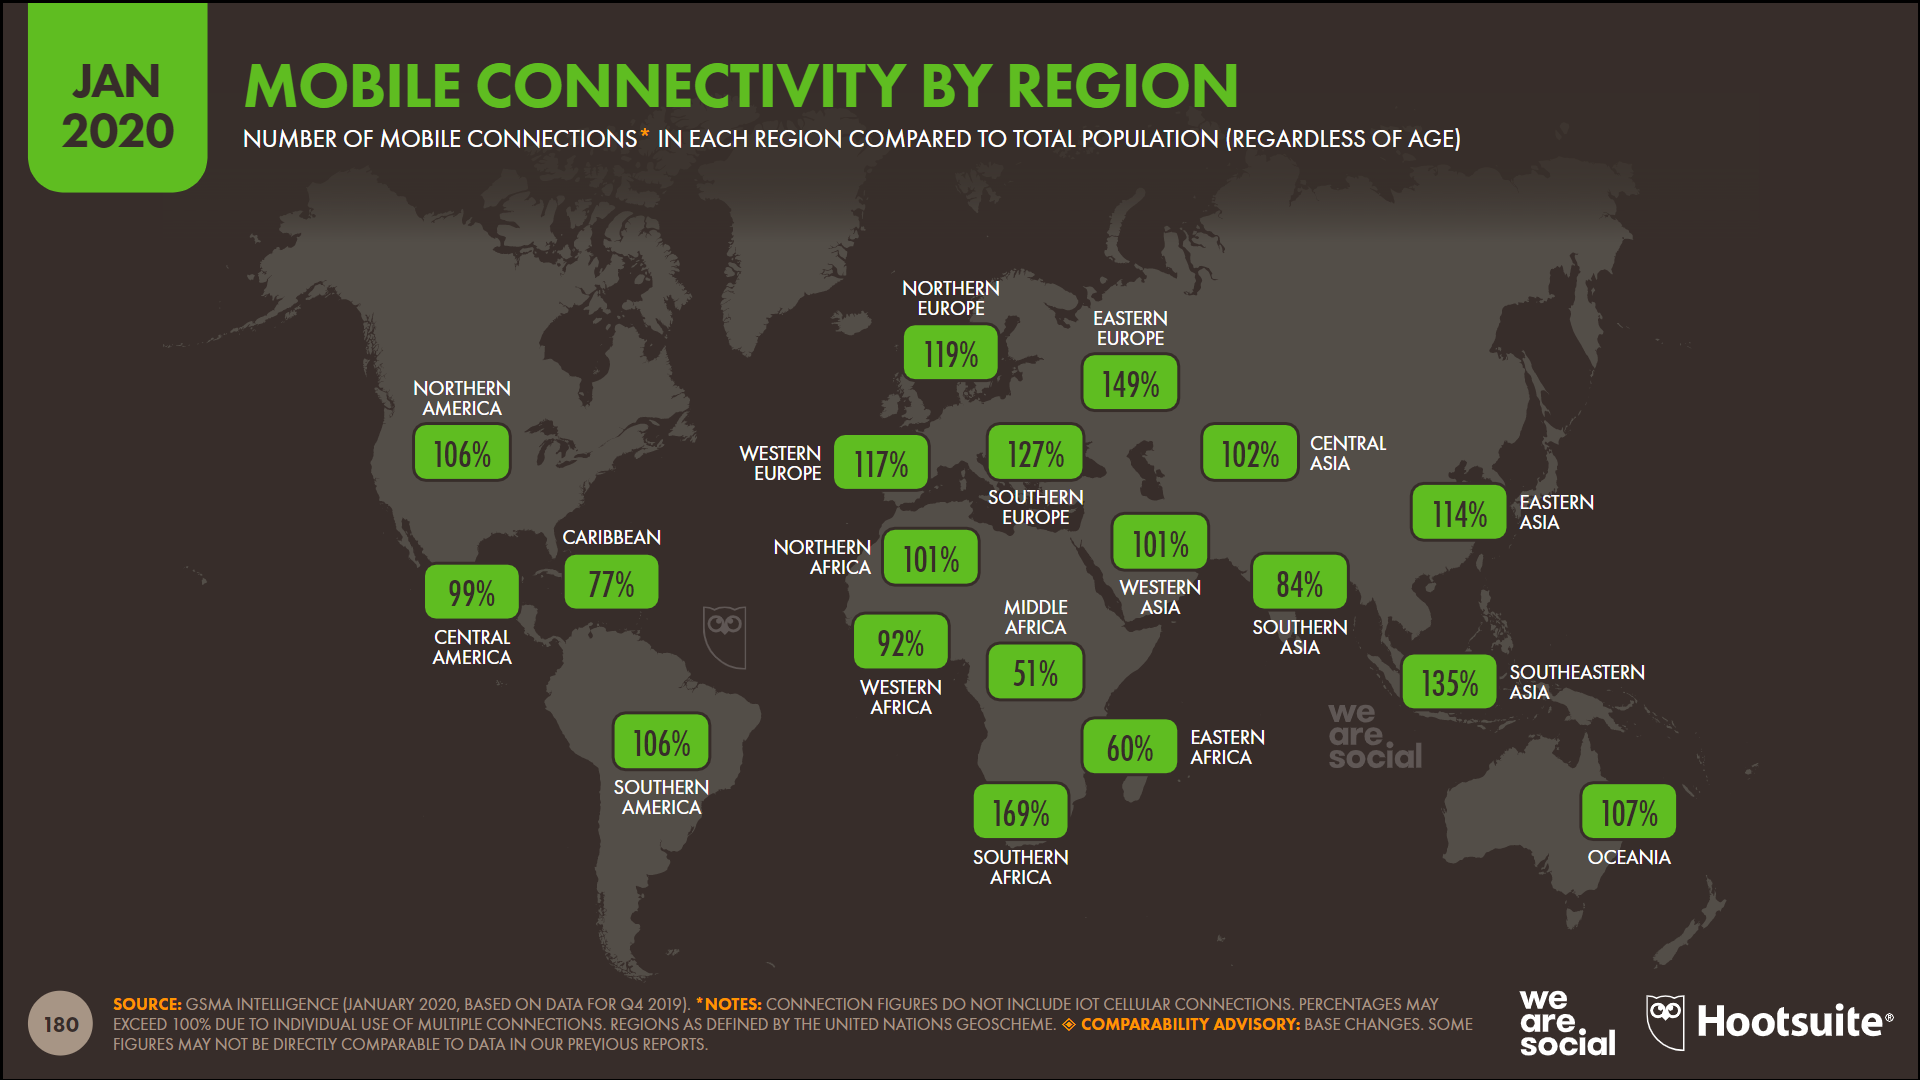 JAN
2020
MOBILE CONNECTIVITY BY REGION
NUMBER OF MOBILE CONNECTIONS* IN EACH REGION COMPARED TO TOTAL POPULATION (REGARDLESS OF AGE)
NORTHERN
EUROPE
119%
EASTERN
EUROPE
149%
NORTHERN
AMERICA
106%
WESTERN
EUROPE
117%
127%
SOUTHERN
EUROPE
102%
CENTRAL
ASIA
114%
EASTERN
ASIA
CARIBBEAN
77%
99%
CENTRAL
AMERICA
NORTHERN
AFRICA
101%
101%
WESTERN
ASIA
84%
SOUTHERN
ASIA
92%
WESTERN
AFRICA
MIDDLE
AFRICA
51%
135%
SOUTHEASTERN
ASIA
106%
SOUTHERN
AMERICA
60%
EASTERN
AFRICA
we
are
social
169%
SOUTHERN
AFRICA
107%
OCEANIA
180
SOURCE: GSMA INTELLIGENCE (JANUARY 2020, BASED ON DATA FOR Q4 2019). *NOTES: CONNECTION FIGURES DO NOT INCLUDE IOT CELLULAR CONNECTIONS. PERCENTAGES MAY
EXCEED 100% DUE TO INDIVIDUAL USE OF MULTIPLE CONNECTIONS. REGIONS AS DEFINED BY THE UNITED NATIONS GEOSCHEME. ◈ COMPARABILITY ADVISORY: BASE CHANGES. SOME
FIGURES MAY NOT BE DIRECTLY COMPARABLE TO DATA IN OUR PREVIOUS REPORTS.
we
are
social
Hootsuite®